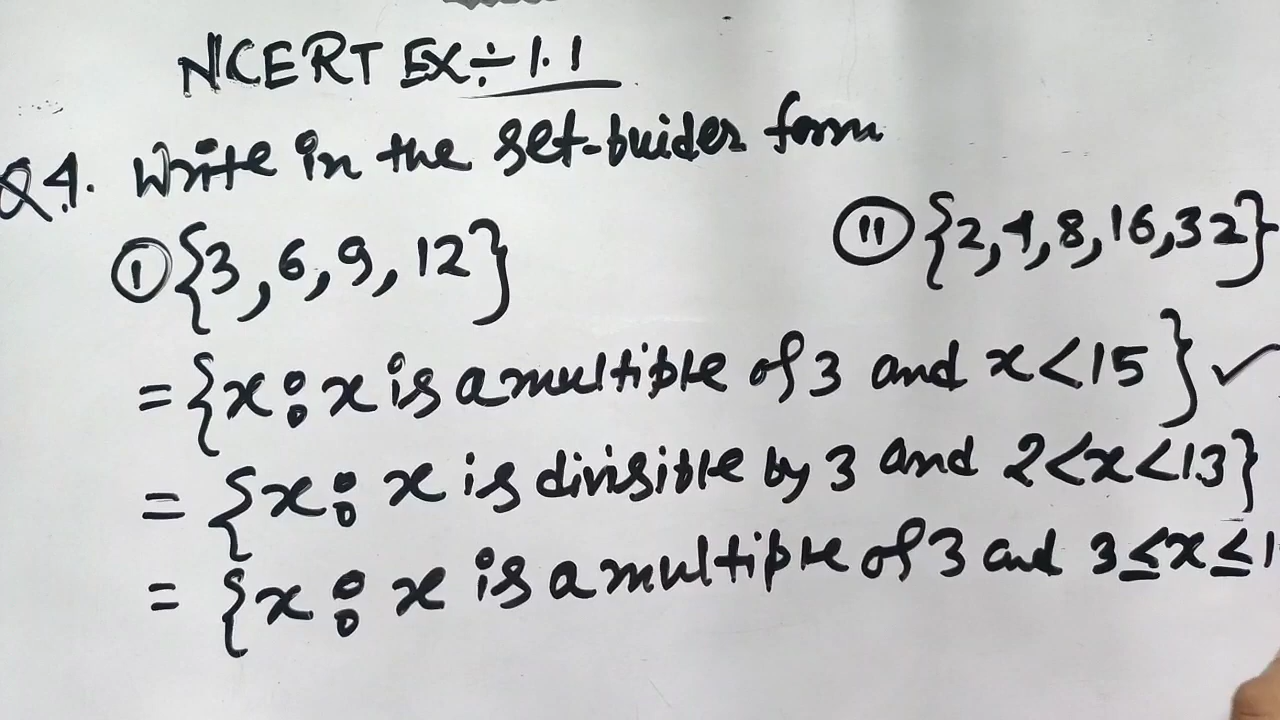 NCERT EX÷1.1
Q4. Write in the set-buider form
(i) {3, 6, 9, 12} (ii) {2, 4, 8, 16, 32}
= {x : x is a multiple of 3 and x < 15} ✓
= {x : x is divisible by 3 and 2 < x < 13}
= {x : x is a multiple of 3 and 3 ≤ x ≤ 1